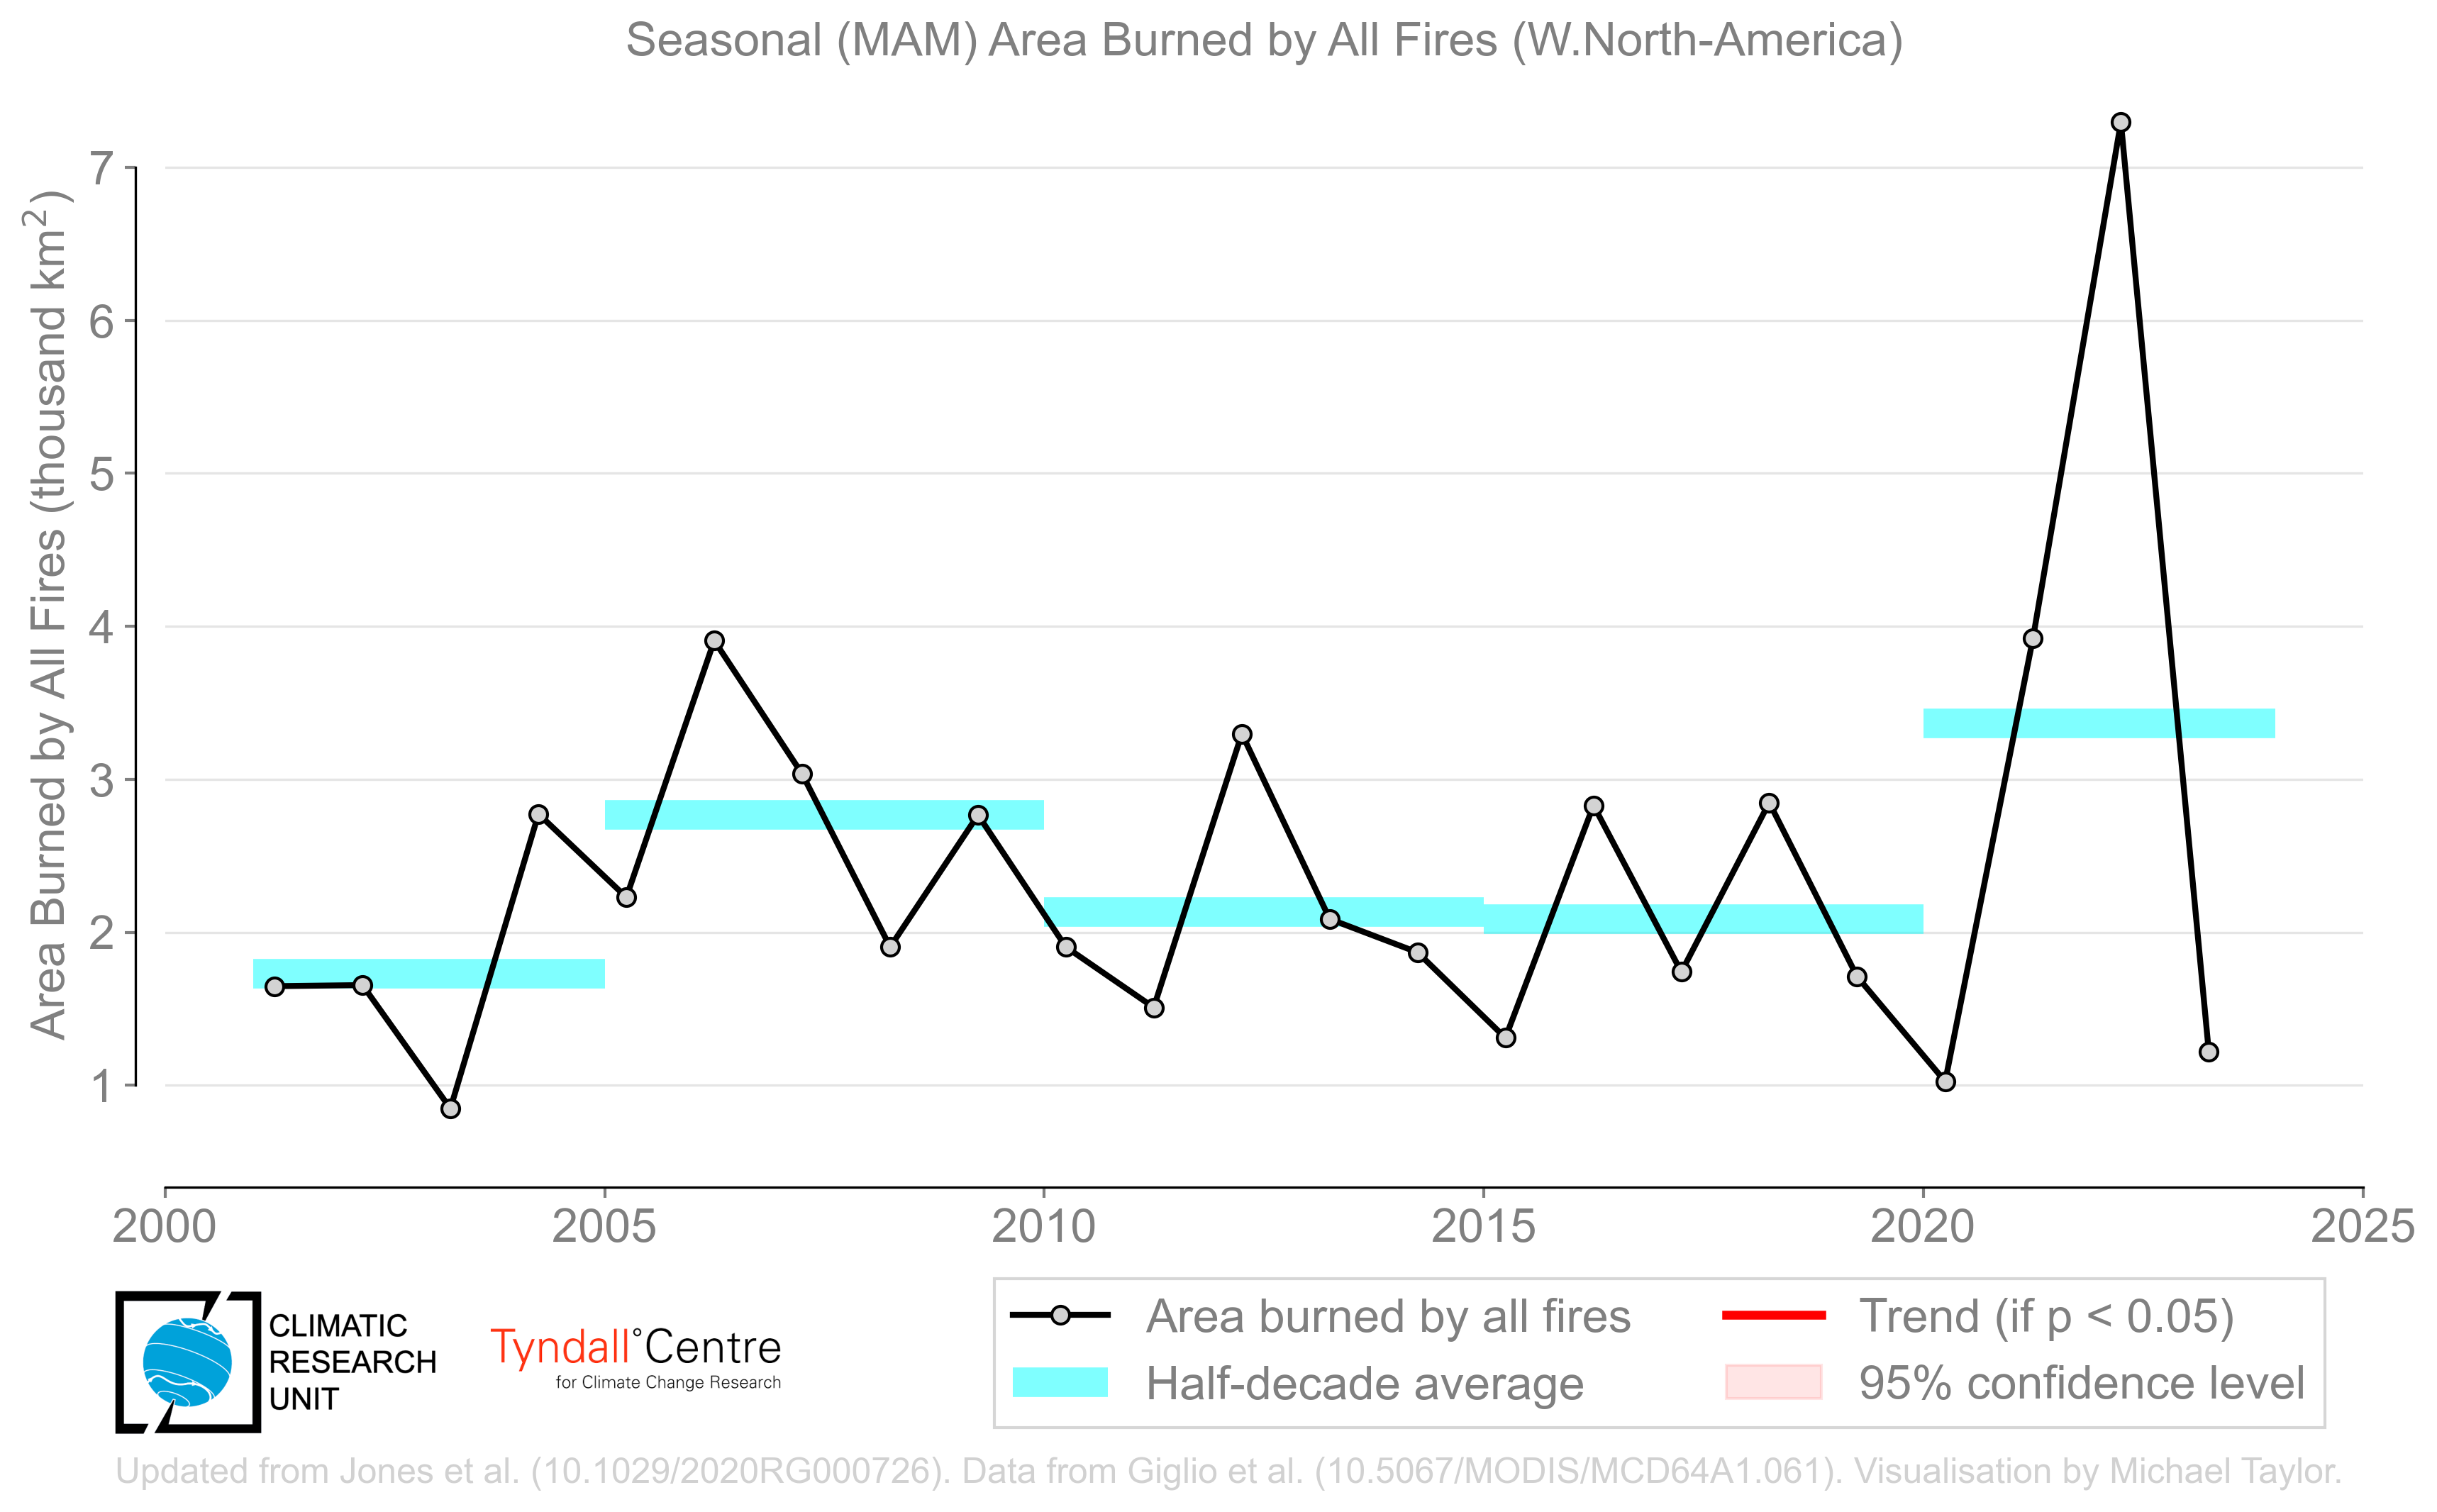 Seasonal (MAM) Area Burned by All Fires (W.North-America)
Area Burned by All Fires (thousand km²)
7
6
5
4
3
2
1
2000 2005 2010 2015 2020 2025
CLIMATIC
RESEARCH
UNIT
Tyndall°Centre
for Climate Change Research
Area burned by all fires
Half-decade average
Trend (if p < 0.05)
95% confidence level
Updated from Jones et al. (10.1029/2020RG000726). Data from Giglio et al. (10.5067/MODIS/MCD64A1.061). Visualisation by Michael Taylor.